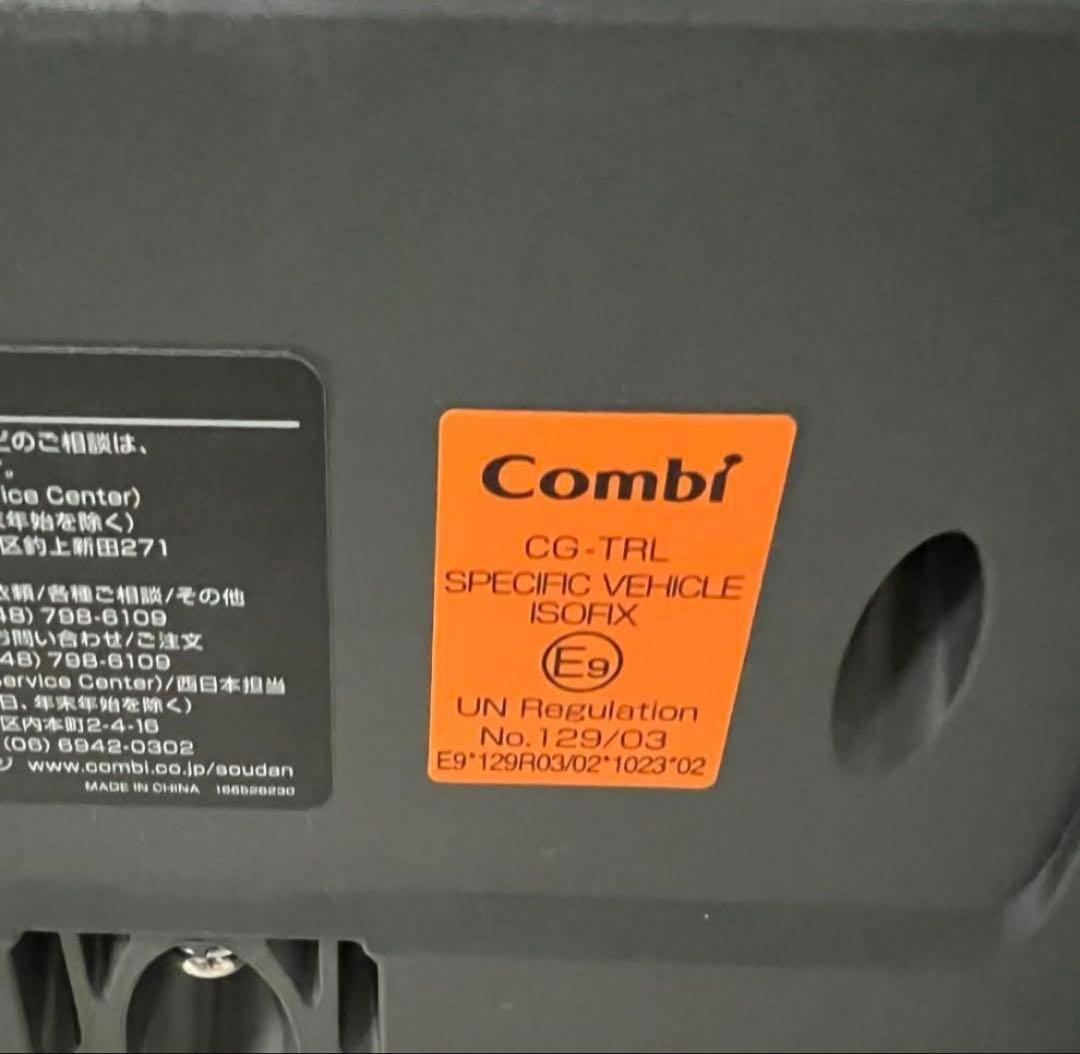 のご相談は、
。
ice Center)
年始を除く)
区釣上新田271
依頼/各種ご相談/その他
48) 798-6109
お問い合わせ/ご注文
48) 798-6109
ervice Center)/西日本担当
日、年末年始を除く)
区内本町2-4-16
(06) 6942-0302
www.combi.co.jp/soudan
MADE IN CHINA
Combi
CG-TRL
SPECIFIC VEHICLE
ISOFIX
E9
UN Regulation
No.129/03
E9*129R03/02*1023*02